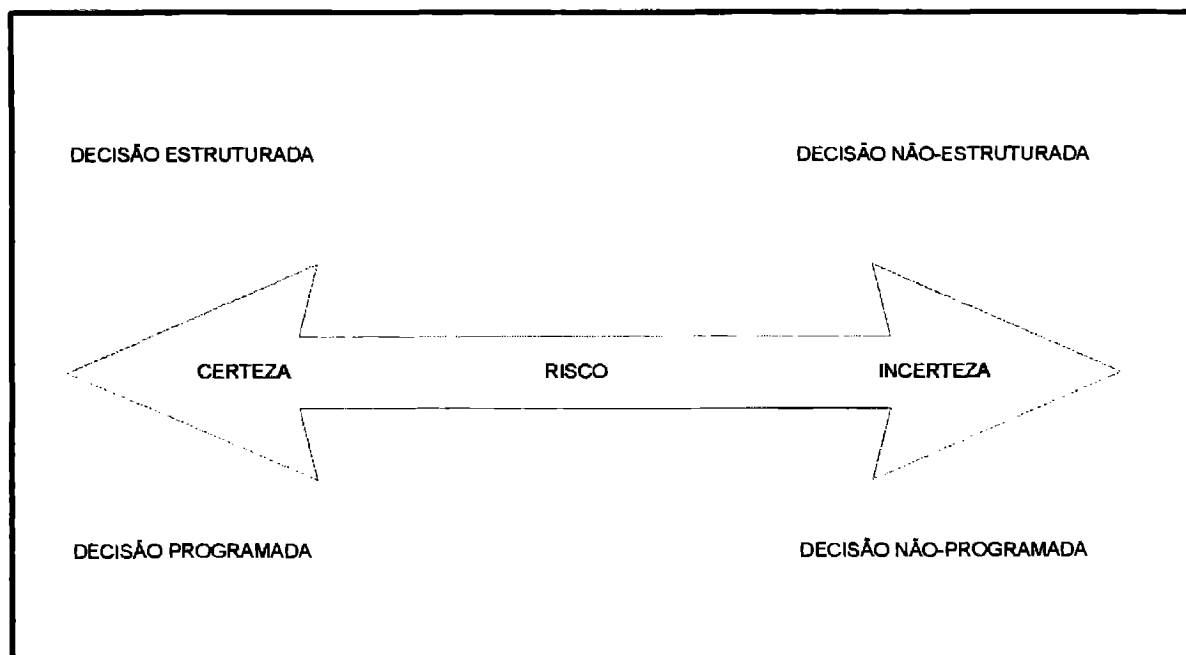 DECISÃO ESTRUTURADA DECISÃO NÃO-ESTRUTURADA
CERTEZA RISCO INCERTEZA
DECISÃO PROGRAMADA DECISÃO NÃO-PROGRAMADA